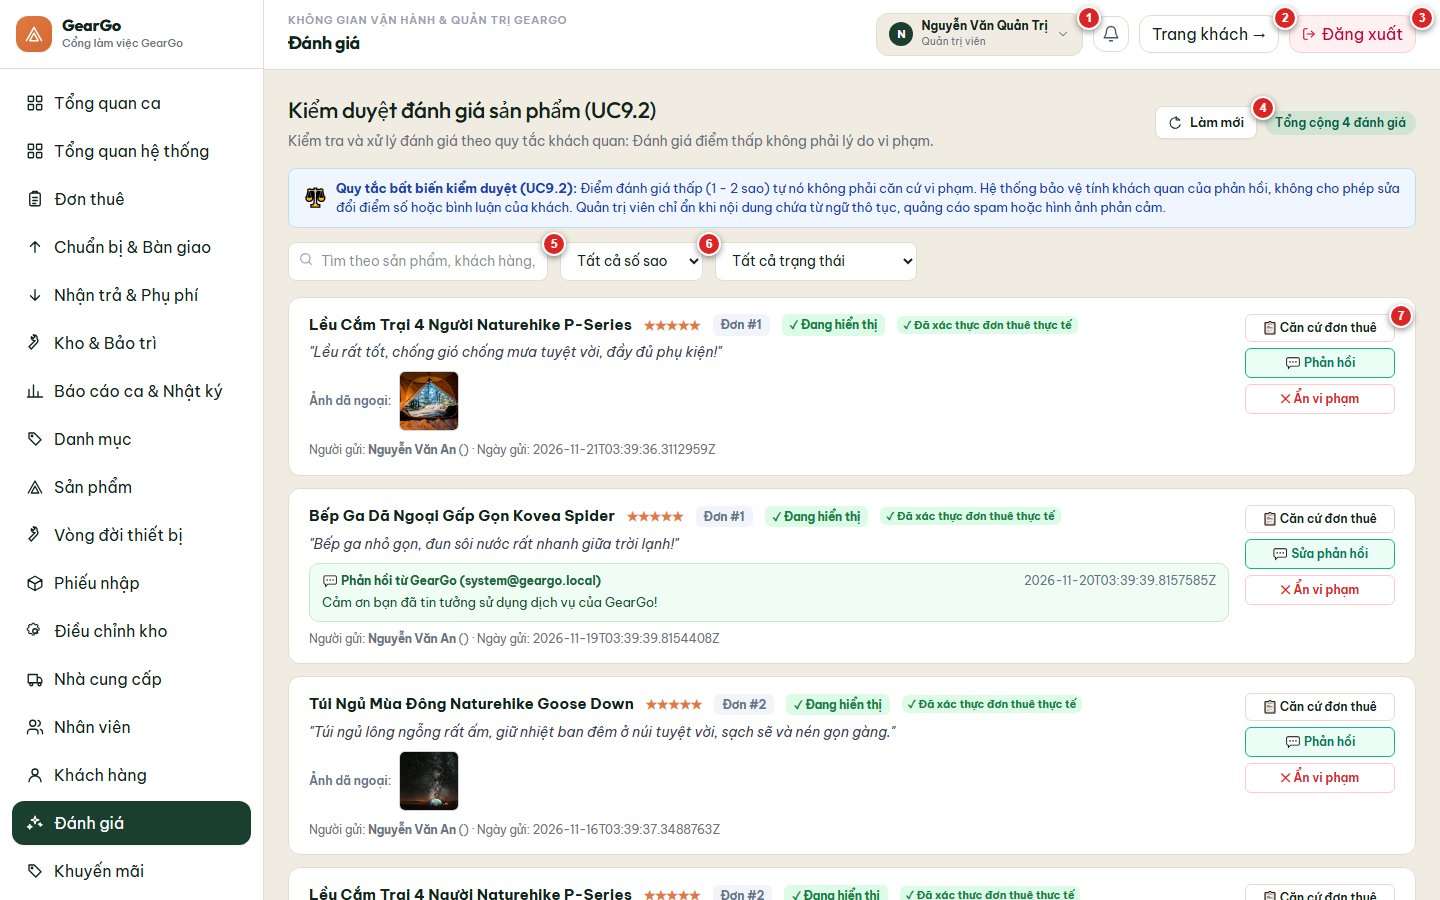 GearGo
Cổng làm việc GearGo
Tổng quan ca
Tổng quan hệ thống
Đơn thuê
Chuẩn bị & Bàn giao
Nhận trả & Phụ phí
Kho & Bảo trì
Báo cáo ca & Nhật ký
Danh mục
Sản phẩm
Vòng đời thiết bị
Phiếu nhập
Điều chỉnh kho
Nhà cung cấp
Nhân viên
Khách hàng
Đánh giá
Khuyến mãi
KHÔNG GIAN VẬN HÀNH & QUẢN TRỊ GEARGO
Đánh giá
N
Nguyễn Văn Quản Trị
Quản trị viên
1
Trang khách →
2
Đăng xuất
3
Kiểm duyệt đánh giá sản phẩm (UC9.2)
Kiểm tra và xử lý đánh giá theo quy tắc khách quan: Đánh giá điểm thấp không phải lý do vi phạm.
Làm mới
4
Tổng cộng 4 đánh giá
Quy tắc bất biến kiểm duyệt (UC9.2): Điểm đánh giá thấp (1 - 2 sao) tự nó không phải căn cứ vi phạm. Hệ thống bảo vệ tính khách quan của phản hồi, không cho phép sửa
đổi điểm số hoặc bình luận của khách. Quản trị viên chỉ ẩn khi nội dung chứa từ ngữ thô tục, quảng cáo spam hoặc hình ảnh phản cảm.
Tìm theo sản phẩm, khách hàng,
5
Tất cả số sao
6
Tất cả trạng thái
Lều Cắm Trại 4 Người Naturehike P-Series ★★★★★ Đơn #1 ✓ Đang hiển thị ✓ Đã xác thực đơn thuê thực tế
"Lều rất tốt, chống gió chống mưa tuyệt vời, đầy đủ phụ kiện!"
Ảnh dã ngoại:
Người gửi: Nguyễn Văn An () · Ngày gửi: 2026-11-21T03:39:36.3112959Z
7
Căn cứ đơn thuê
Phản hồi
Ẩn vi phạm
Bếp Ga Dã Ngoại Gấp Gọn Kovea Spider ★★★★★ Đơn #1 ✓ Đang hiển thị ✓ Đã xác thực đơn thuê thực tế
"Bếp ga nhỏ gọn, đun sôi nước rất nhanh giữa trời lạnh!"
Phản hồi từ GearGo (system@geargo.local) 2026-11-20T03:39:39.8157585Z
Cảm ơn bạn đã tin tưởng sử dụng dịch vụ của GearGo!
Người gửi: Nguyễn Văn An () · Ngày gửi: 2026-11-19T03:39:39.8154408Z
Căn cứ đơn thuê
Sửa phản hồi
Ẩn vi phạm
Túi Ngủ Mùa Đông Naturehike Goose Down ★★★★★ Đơn #2 ✓ Đang hiển thị ✓ Đã xác thực đơn thuê thực tế
"Túi ngủ lông ngỗng rất ấm, giữ nhiệt ban đêm ở núi tuyệt vời, sạch sẽ và nén gọn gàng."
Ảnh dã ngoại:
Người gửi: Nguyễn Văn An () · Ngày gửi: 2026-11-16T03:39:37.3488763Z
Căn cứ đơn thuê
Phản hồi
Ẩn vi phạm
Lều Cắm Trại 4 Người Naturehike P-Series ★★★★★ Đơn #2 ✓ Đang hiển thị ✓ Đã xác thực đơn thuê thực tế
Căn cứ đơn thuê